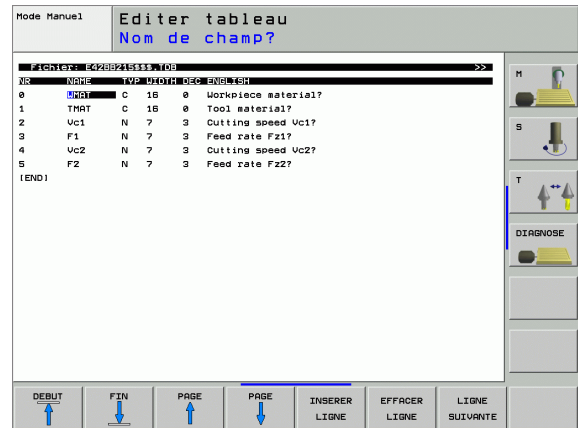 Mode Manuel
Editer tableau
Nom de champ?
Fichier: E4288215$$$.TDB >>
NR NAME TYP WIDTH DEC ENGLISH
0 WMAT C 16 0 Workpiece material?
1 TMAT C 16 0 Tool material?
2 Vc1 N 7 3 Cutting speed Vc1?
3 F1 N 7 3 Feed rate Fz1?
4 Vc2 N 7 3 Cutting speed Vc2?
5 F2 N 7 3 Feed rate Fz2?
[END]
M
S
T
DIAGNOSE
DEBUT
FIN
PAGE
PAGE
INSERER
LIGNE
EFFACER
LIGNE
LIGNE
SUIVANTE